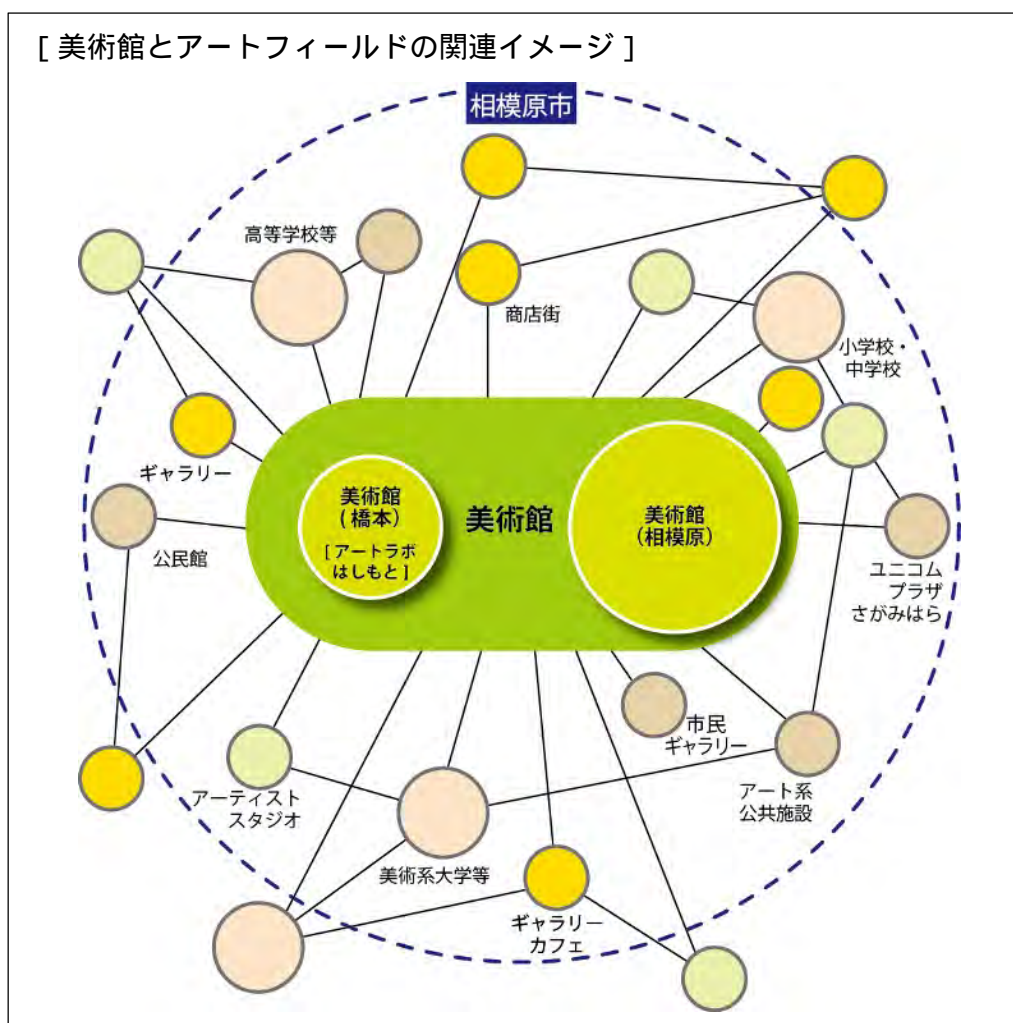 [ 美術館とアートフィールドの関連イメージ ]
相模原市
高等学校等
商店街
小学校・
中学校
ギャラリー
美術館
(橋本)
[ アートラボ
はしもと ]
美術館
美術館
(相模原)
公民館
ユニコム
プラザ
さがみはら
市民
ギャラリー
アーティスト
スタジオ
アート系
公共施設
美術系大学等
ギャラリー
カフェ